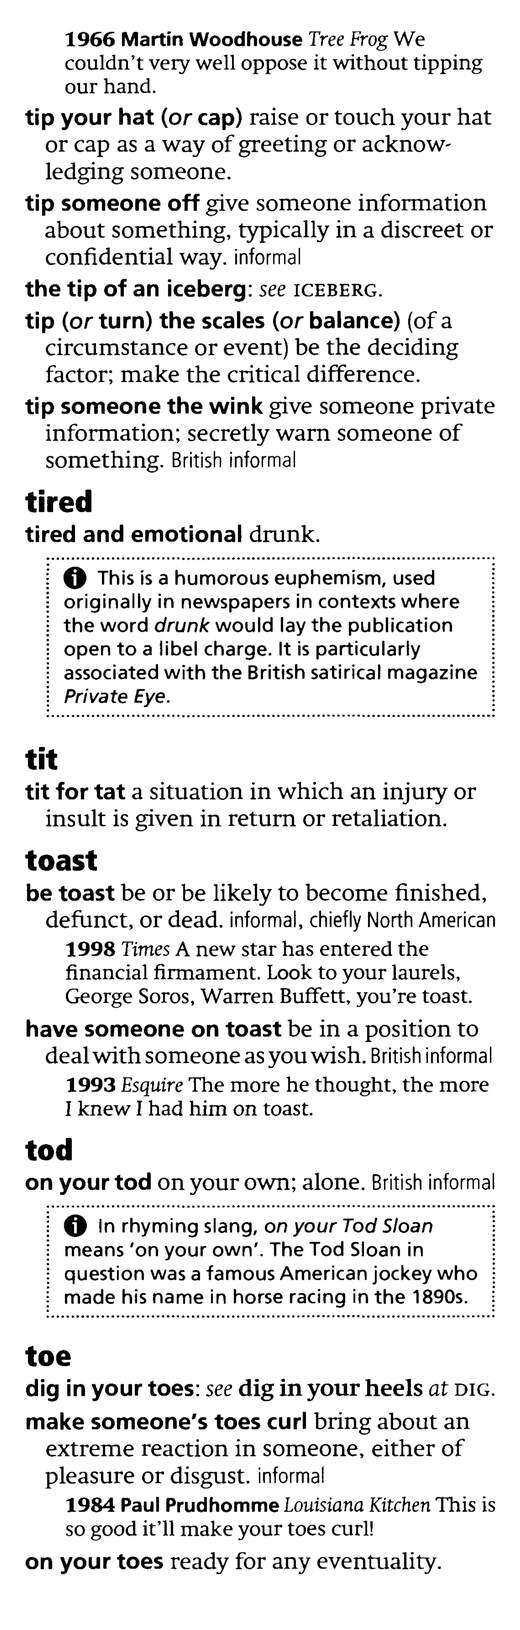 1966 Martin Woodhouse Tree Frog We
couldn't very well oppose it without tipping
our hand.
tip your hat (or cap) raise or touch your hat
or cap as a way of greeting or acknow-
ledging someone.
tip someone off give someone information
about something, typically in a discreet or
confidential way. informal
the tip of an iceberg: see ICEBERG.
tip (or turn) the scales (or balance) (of a
circumstance or event) be the deciding
factor; make the critical difference.
tip someone the wink give someone private
information; secretly warn someone of
something. British informal
tired
tired and emotional drunk.
This is a humorous euphemism, used
originally in newspapers in contexts where
the word drunk would lay the publication
open to a libel charge. It is particularly
associated with the British satirical magazine
Private Eye.
tit
tit for tat a situation in which an injury or
insult is given in return or retaliation.
toast
be toast be or be likely to become finished,
defunct, or dead. informal, chiefly North American
1998 Times A new star has entered the
financial firmament. Look to your laurels,
George Soros, Warren Buffett, you're toast.
have someone on toast be in a position to
deal with someone as you wish. British informal
1993 Esquire The more he thought, the more
I knew I had him on toast.
tod
on your tod on your own; alone. British informal
In rhyming slang, on your Tod Sloan
means 'on your own'. The Tod Sloan in
question was a famous American jockey who
made his name in horse racing in the 1890s.
toe
dig in your toes: see dig in your heels at DIG.
make someone's toes curl bring about an
extreme reaction in someone, either of
pleasure or disgust. informal
1984 Paul Prudhomme Louisiana Kitchen This is
so good it'll make your toes curl!
on your toes ready for any eventuality.